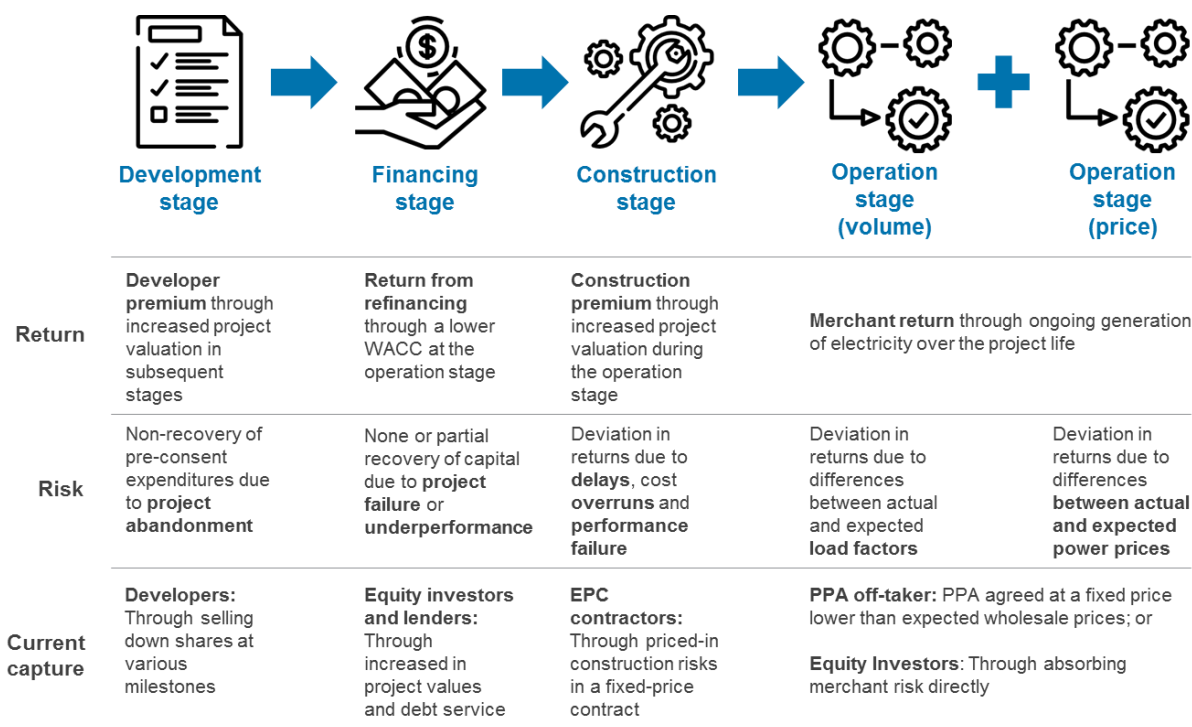 Development
stage
Financing
stage
Construction
stage
Operation
stage
(volume)
Operation
stage
(price)
Return
Developer
premium through
increased project
valuation in
subsequent
stages
Return from
refinancing
through a lower
WACC at the
operation stage
Construction
premium through
increased project
valuation during
the operation
stage
Merchant return through ongoing generation
of electricity over the project life
Risk
Non-recovery of
pre-consent
expenditures due
to project
abandonment
None or partial
recovery of capital
due to project
failure or
underperformance
Deviation in
returns due to
delays, cost
overruns and
performance
failure
Deviation in
returns due to
differences
between actual
and expected
load factors
Deviation in
returns due to
differences
between actual
and expected
power prices
Current
capture
Developers:
Through selling
down shares at
various
milestones
Equity investors
and lenders:
Through
increased in
project values
and debt service
EPC
contractors:
Through priced-in
construction risks
in a fixed-price
contract
PPA off-taker: PPA agreed at a fixed price
lower than expected wholesale prices; or
Equity Investors: Through absorbing
merchant risk directly